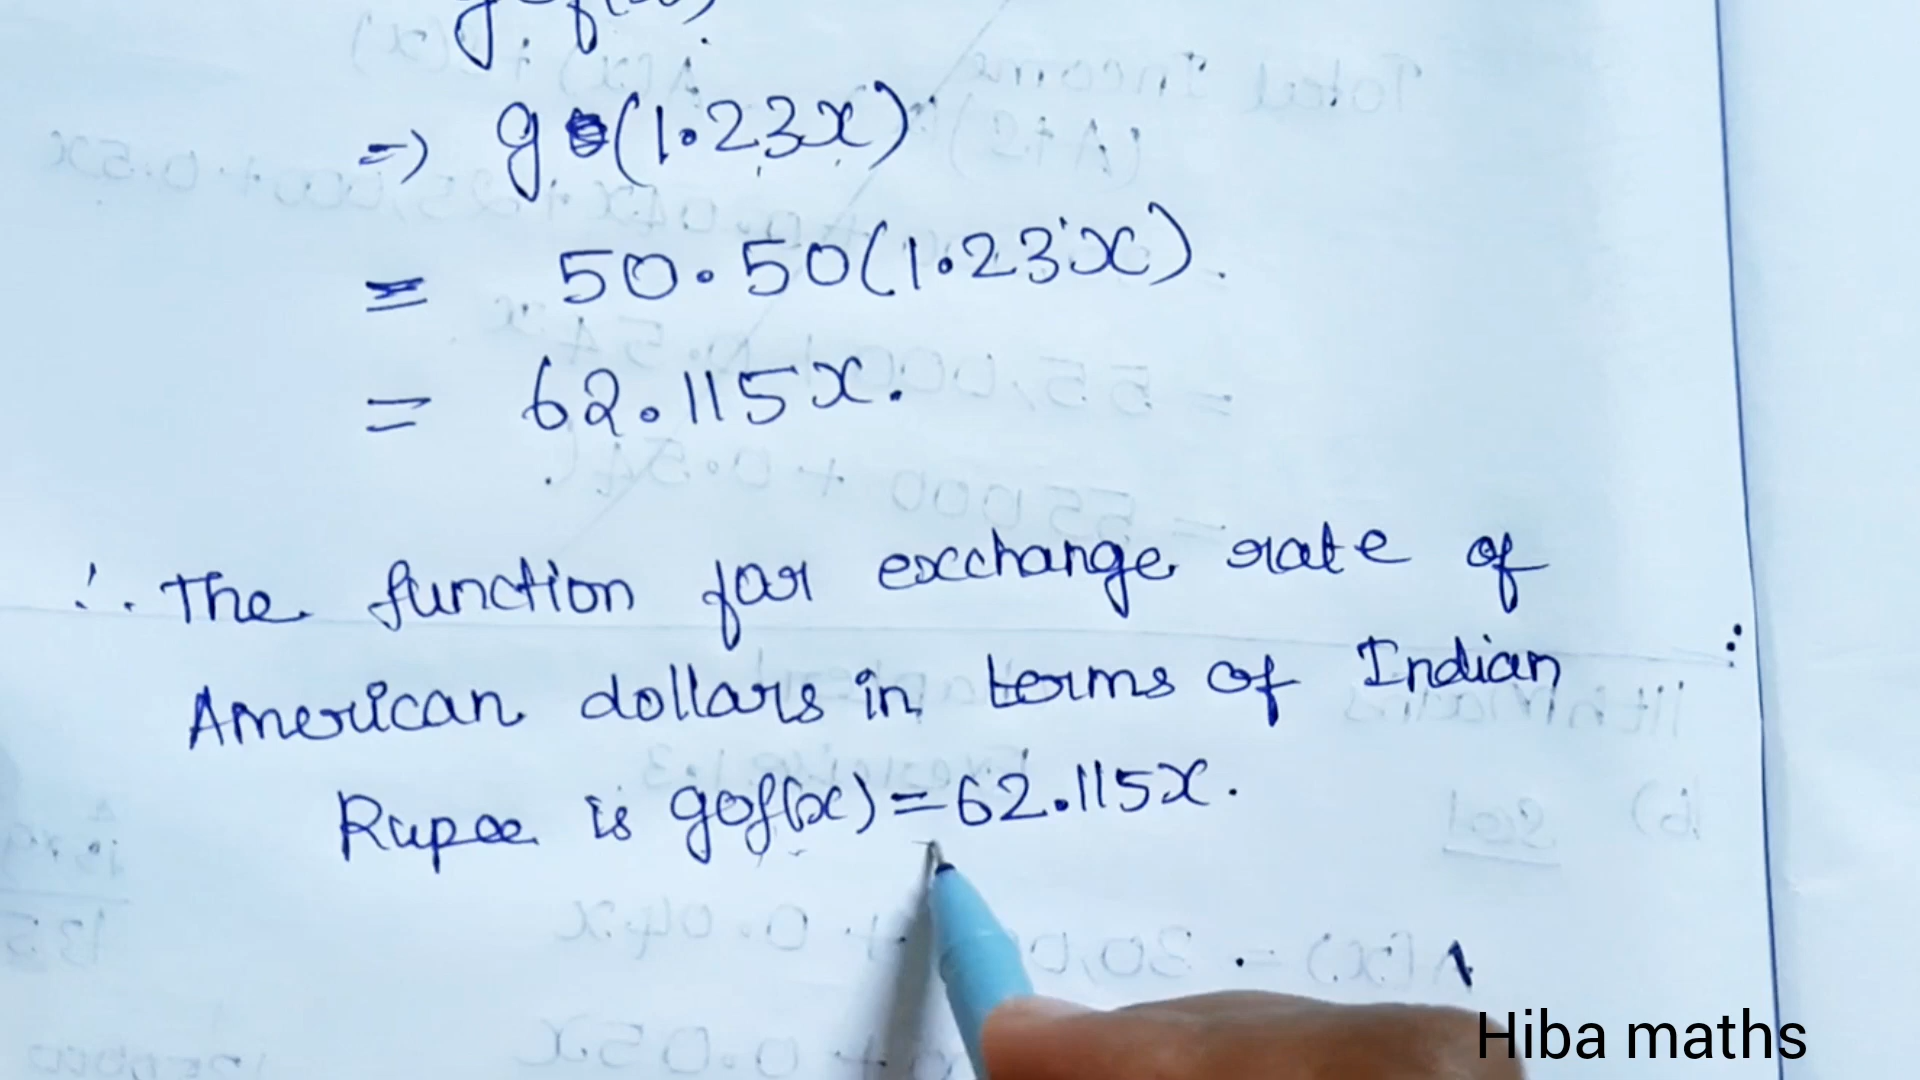 => g(1.23x)
= 50.50(1.23x).
= 62.115x.
∴ The function for exchange rate of
American dollars in terms of Indian
Rupee is gof(x) = 62.115x.
Hiba maths